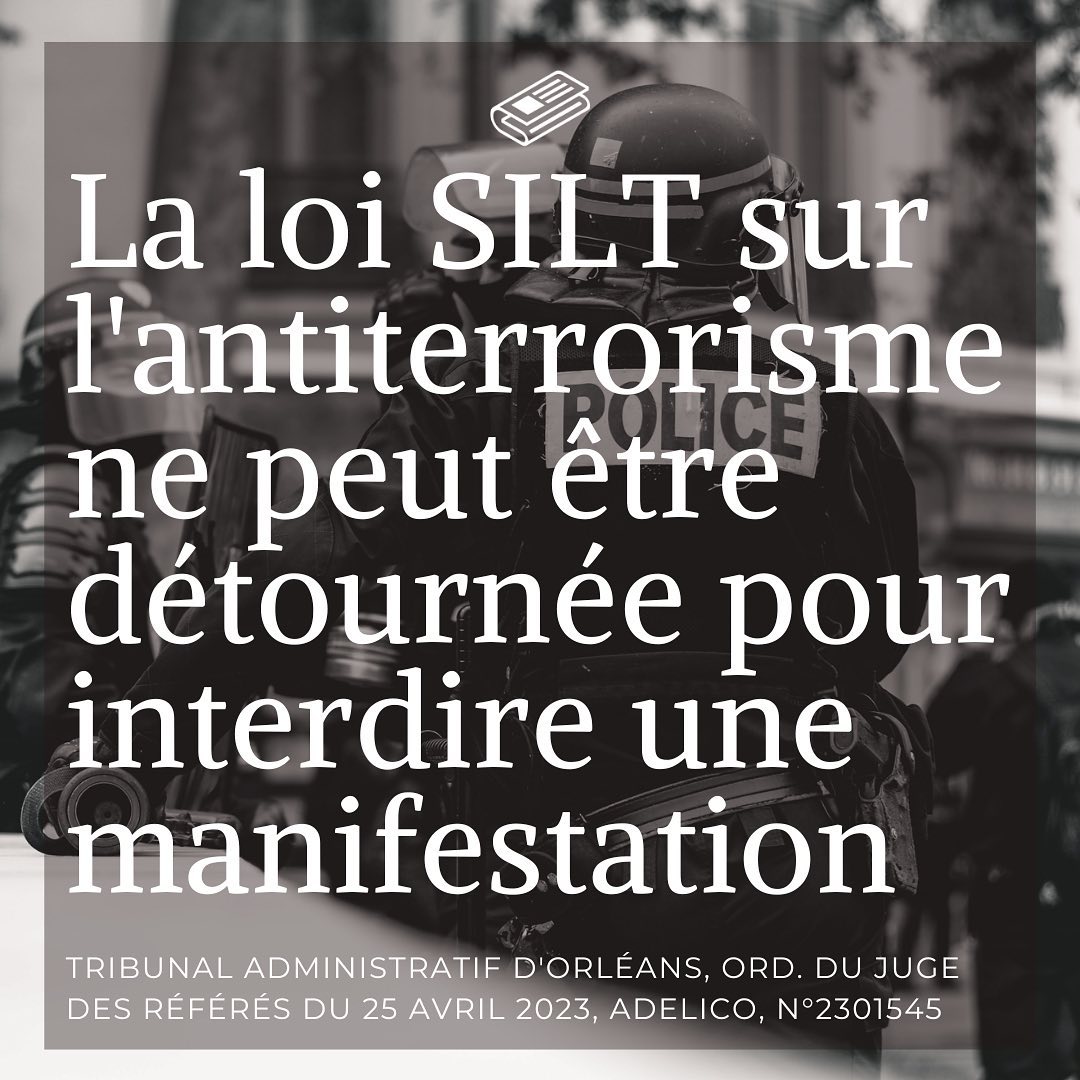 La loi SILT sur
l'antiterrorisme
POLICE
ne peut être
détournée pour
interdire une
manifestation
TRIBUNAL ADMINISTRATIF D'ORLÉANS, ORD. DU JUGE
DES RÉFÉRÉS DU 25 AVRIL 2023, ADELICO, N°2301545